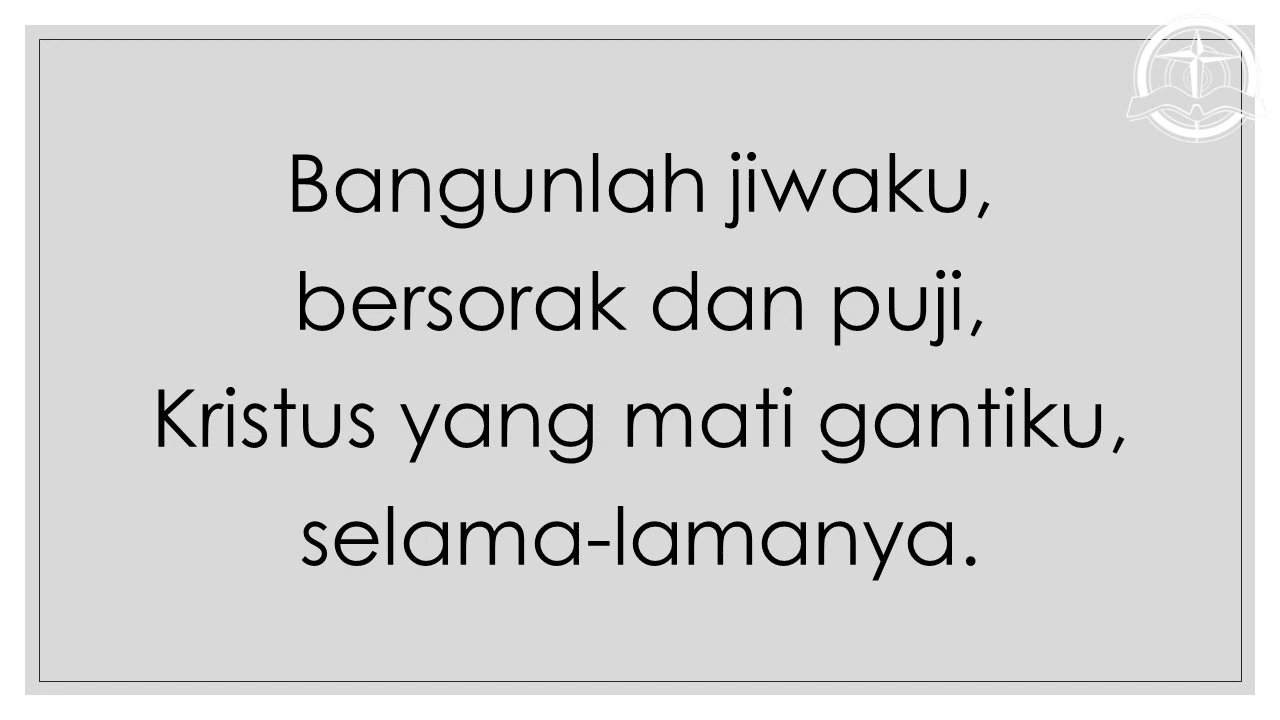 Bangunlah jiwaku,
bersorak dan puji,
Kristus yang mati gantiku,
selama-lamanya.